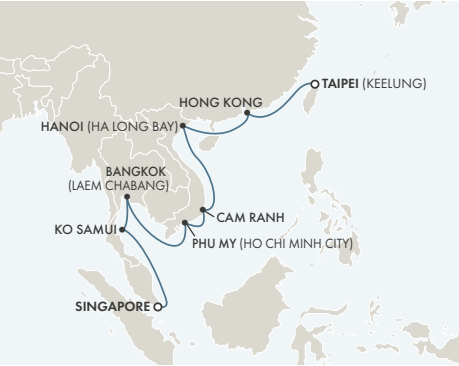 TAIPEI (KEELUNG)
HONG KONG
HANOI (HA LONG BAY)
BANGKOK
(LAEM CHABANG)
CAM RANH
KO SAMUI
PHU MY (HO CHI MINH CITY)
SINGAPORE